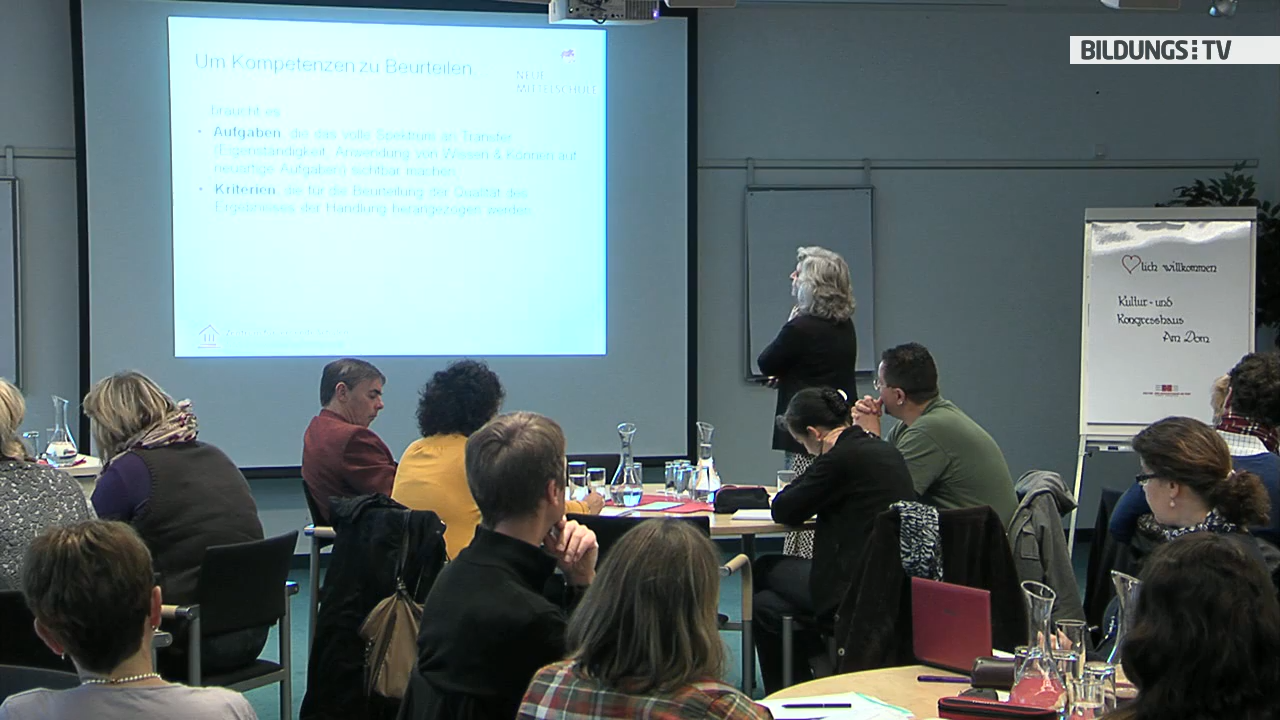 BILDUNGS:TV
Um Kompetenzen zu Beurteilen
NEUE
MITTELSCHULE
braucht es
• Aufgaben, die das volle Spektrum an Transfer
(Eigenständigkeit, Anwendung von Wissen & Können auf
neuartige Aufgaben) sichtbar machen.
• Kriterien, die für die Beurteilung der Qualität des
Ergebnisses der Handlung herangezogen werden.
♡lich willkommen
Kultur- und
Kongresshaus
Am Dom